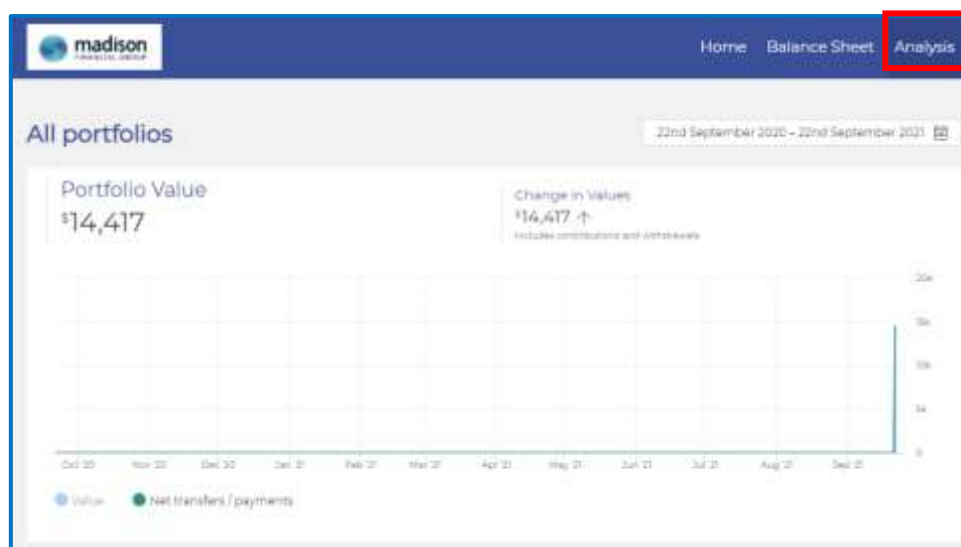 madison
FINANCIAL GROUP
Home Balance Sheet Analysis
All portfolios
22nd September 2020 – 22nd September 2021
Portfolio Value
$14,417
Change in Values
$14,417 ↑
Includes contributions and withdrawals
20k
15k
10k
5k
0
Oct '20 Nov '20 Dec '20 Jan '21 Feb '21 Mar '21 Apr '21 May '21 Jun '21 Jul '21 Aug '21 Sep '21
Value Net transfers / payments